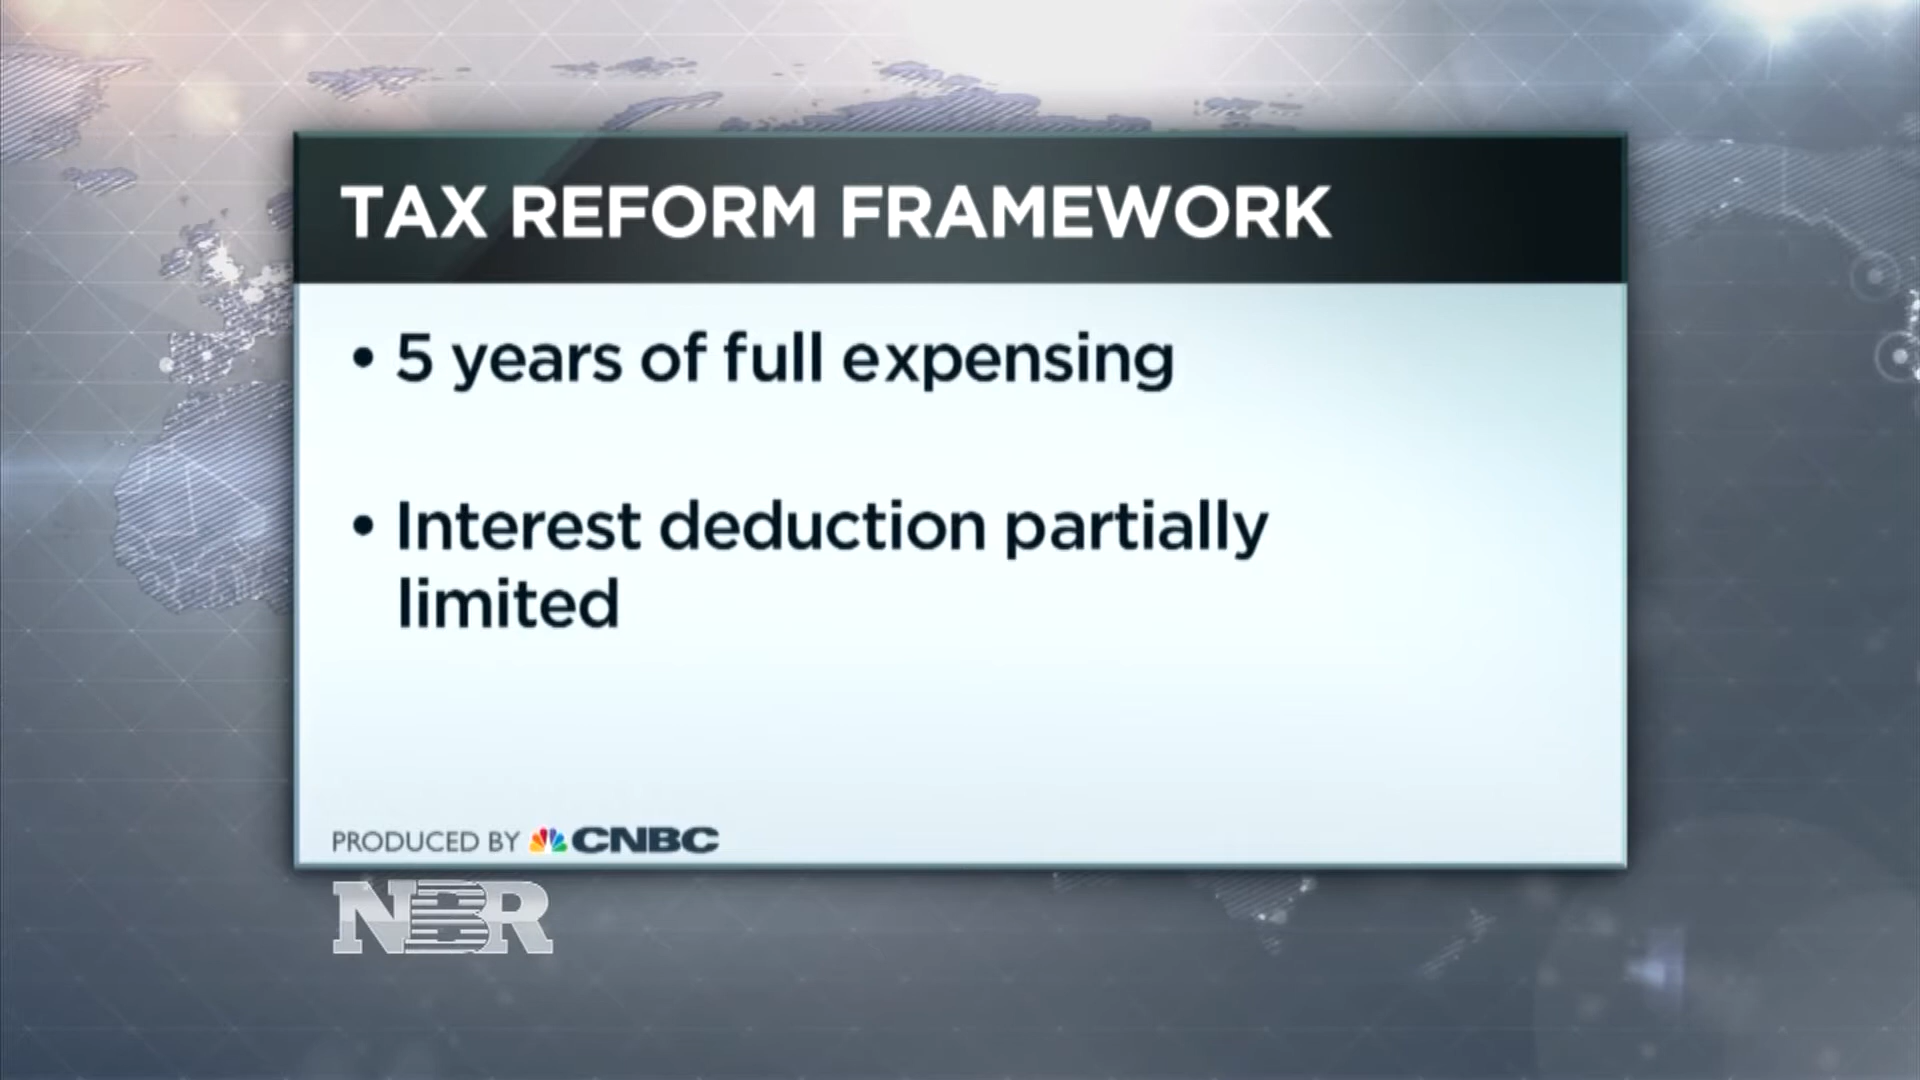 TAX REFORM FRAMEWORK
• 5 years of full expensing
• Interest deduction partially
limited
PRODUCED BY CNBC
NBR